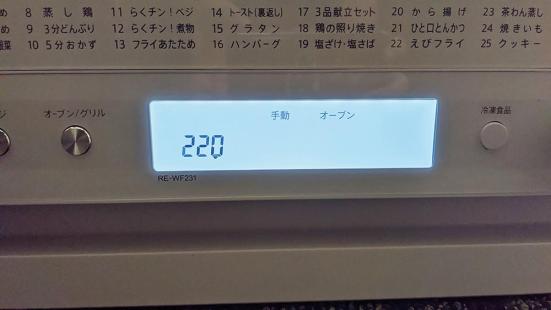 め 8 蒸し鶏 11 らくチン！ベジ 14 トースト(裏返し) 17 3品献立セット 20 から揚げ 23 茶わん蒸し
め 9 3分どんぶり 12 らくチン！煮物 15 グラタン 18 鶏の照り焼き 21 ひと口とんかつ 24 焼きいも
菜 10 5分おかず 13 フライあたため 16 ハンバーグ 19 塩ざけ・塩さば 22 えびフライ 25 クッキー
ジ オーブン/グリル
手動 オーブン
冷凍食品
220
RE-WF231